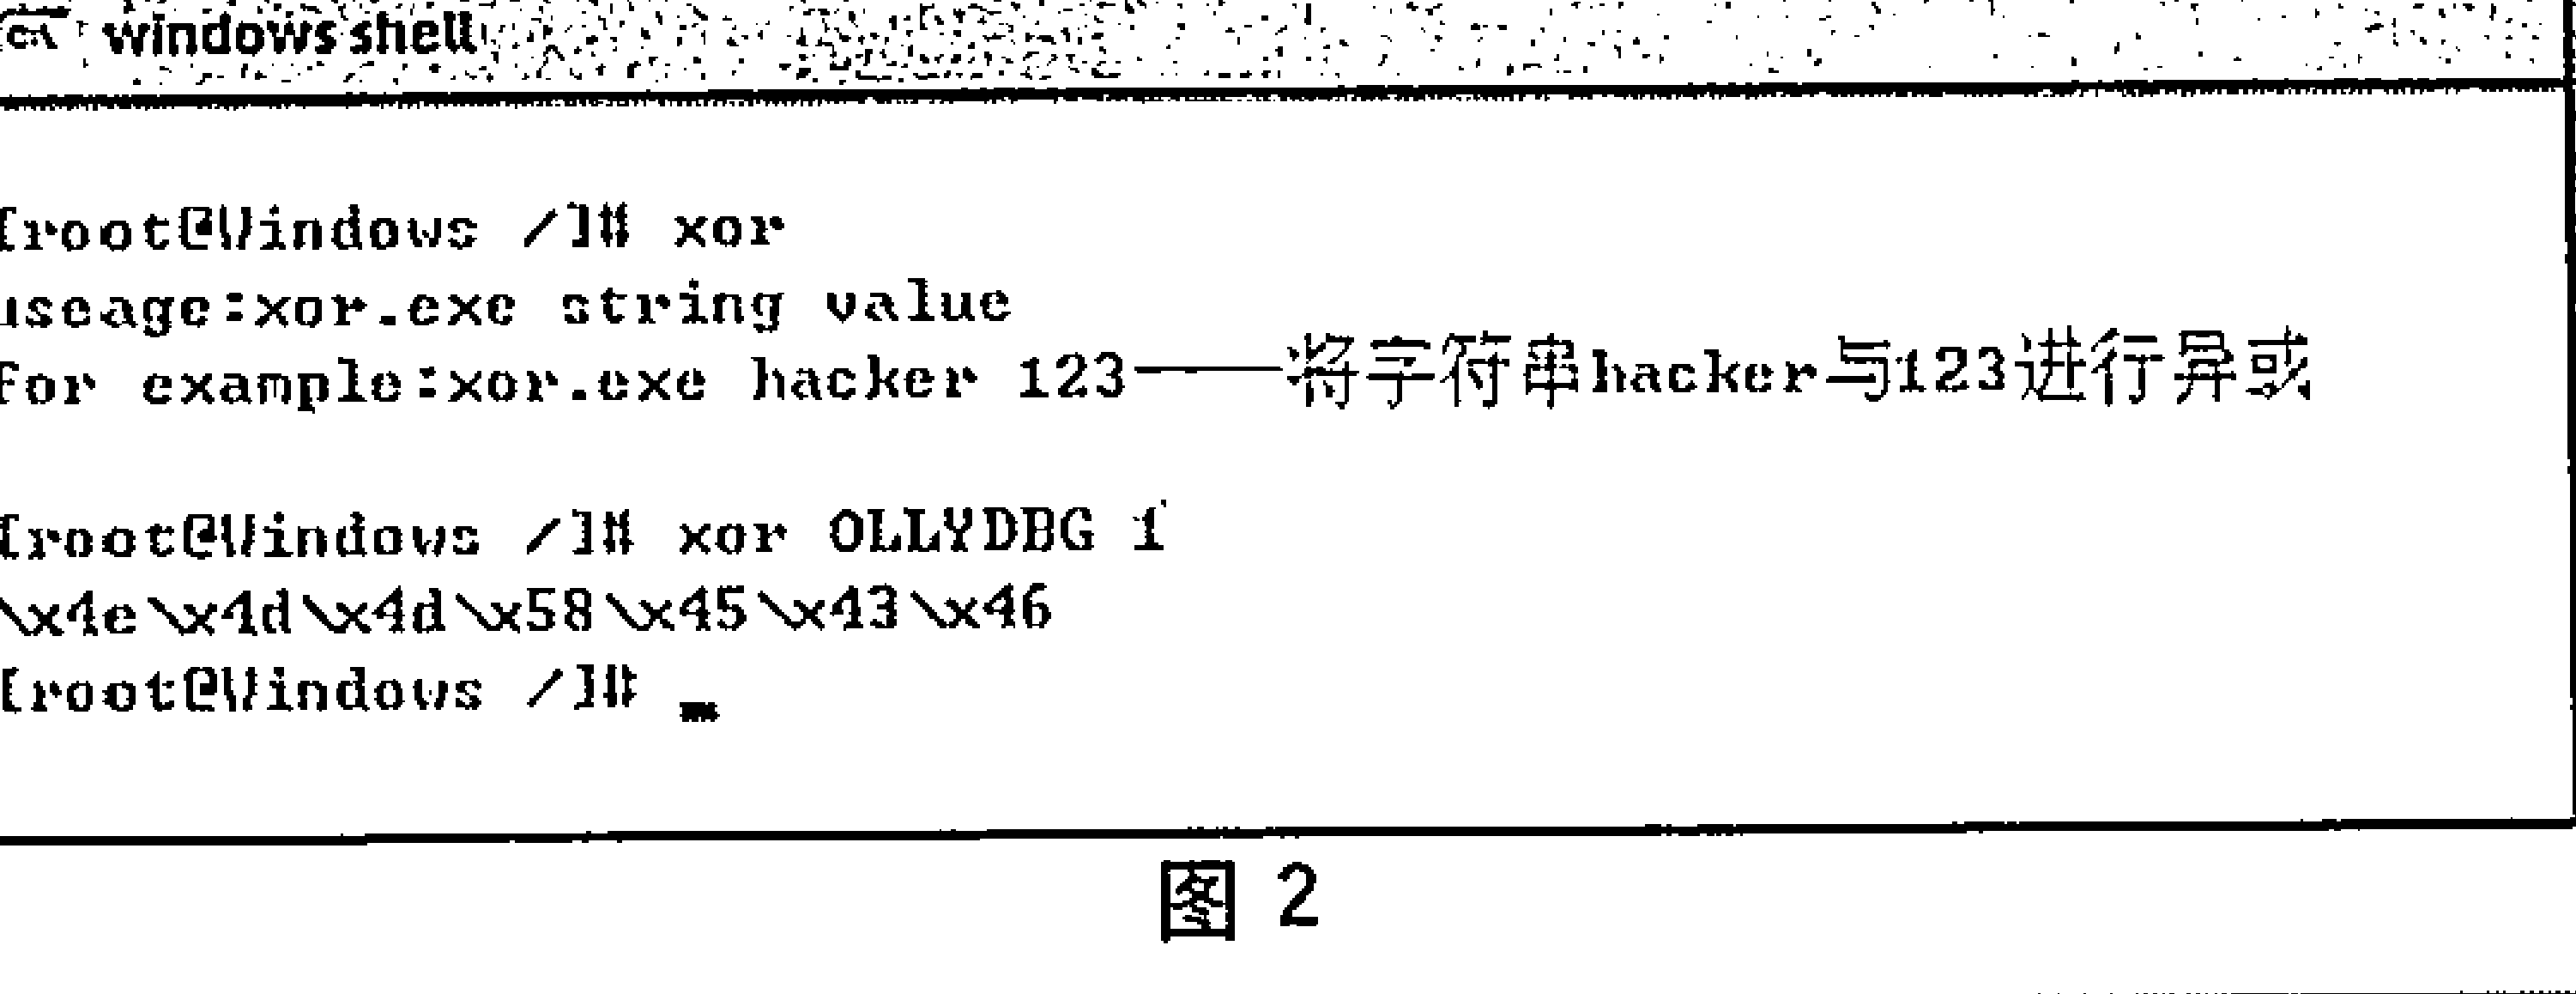 C:\ windows shell
[root@Windows /]# xor
useage:xor.exe string value
for example:xor.exe hacker 123——将字符串hacker与123进行异或
[root@Windows /]# xor OLLYDBG 1
\x4e\x4d\x4d\x58\x45\x43\x46
[root@Windows /]# _
图 2